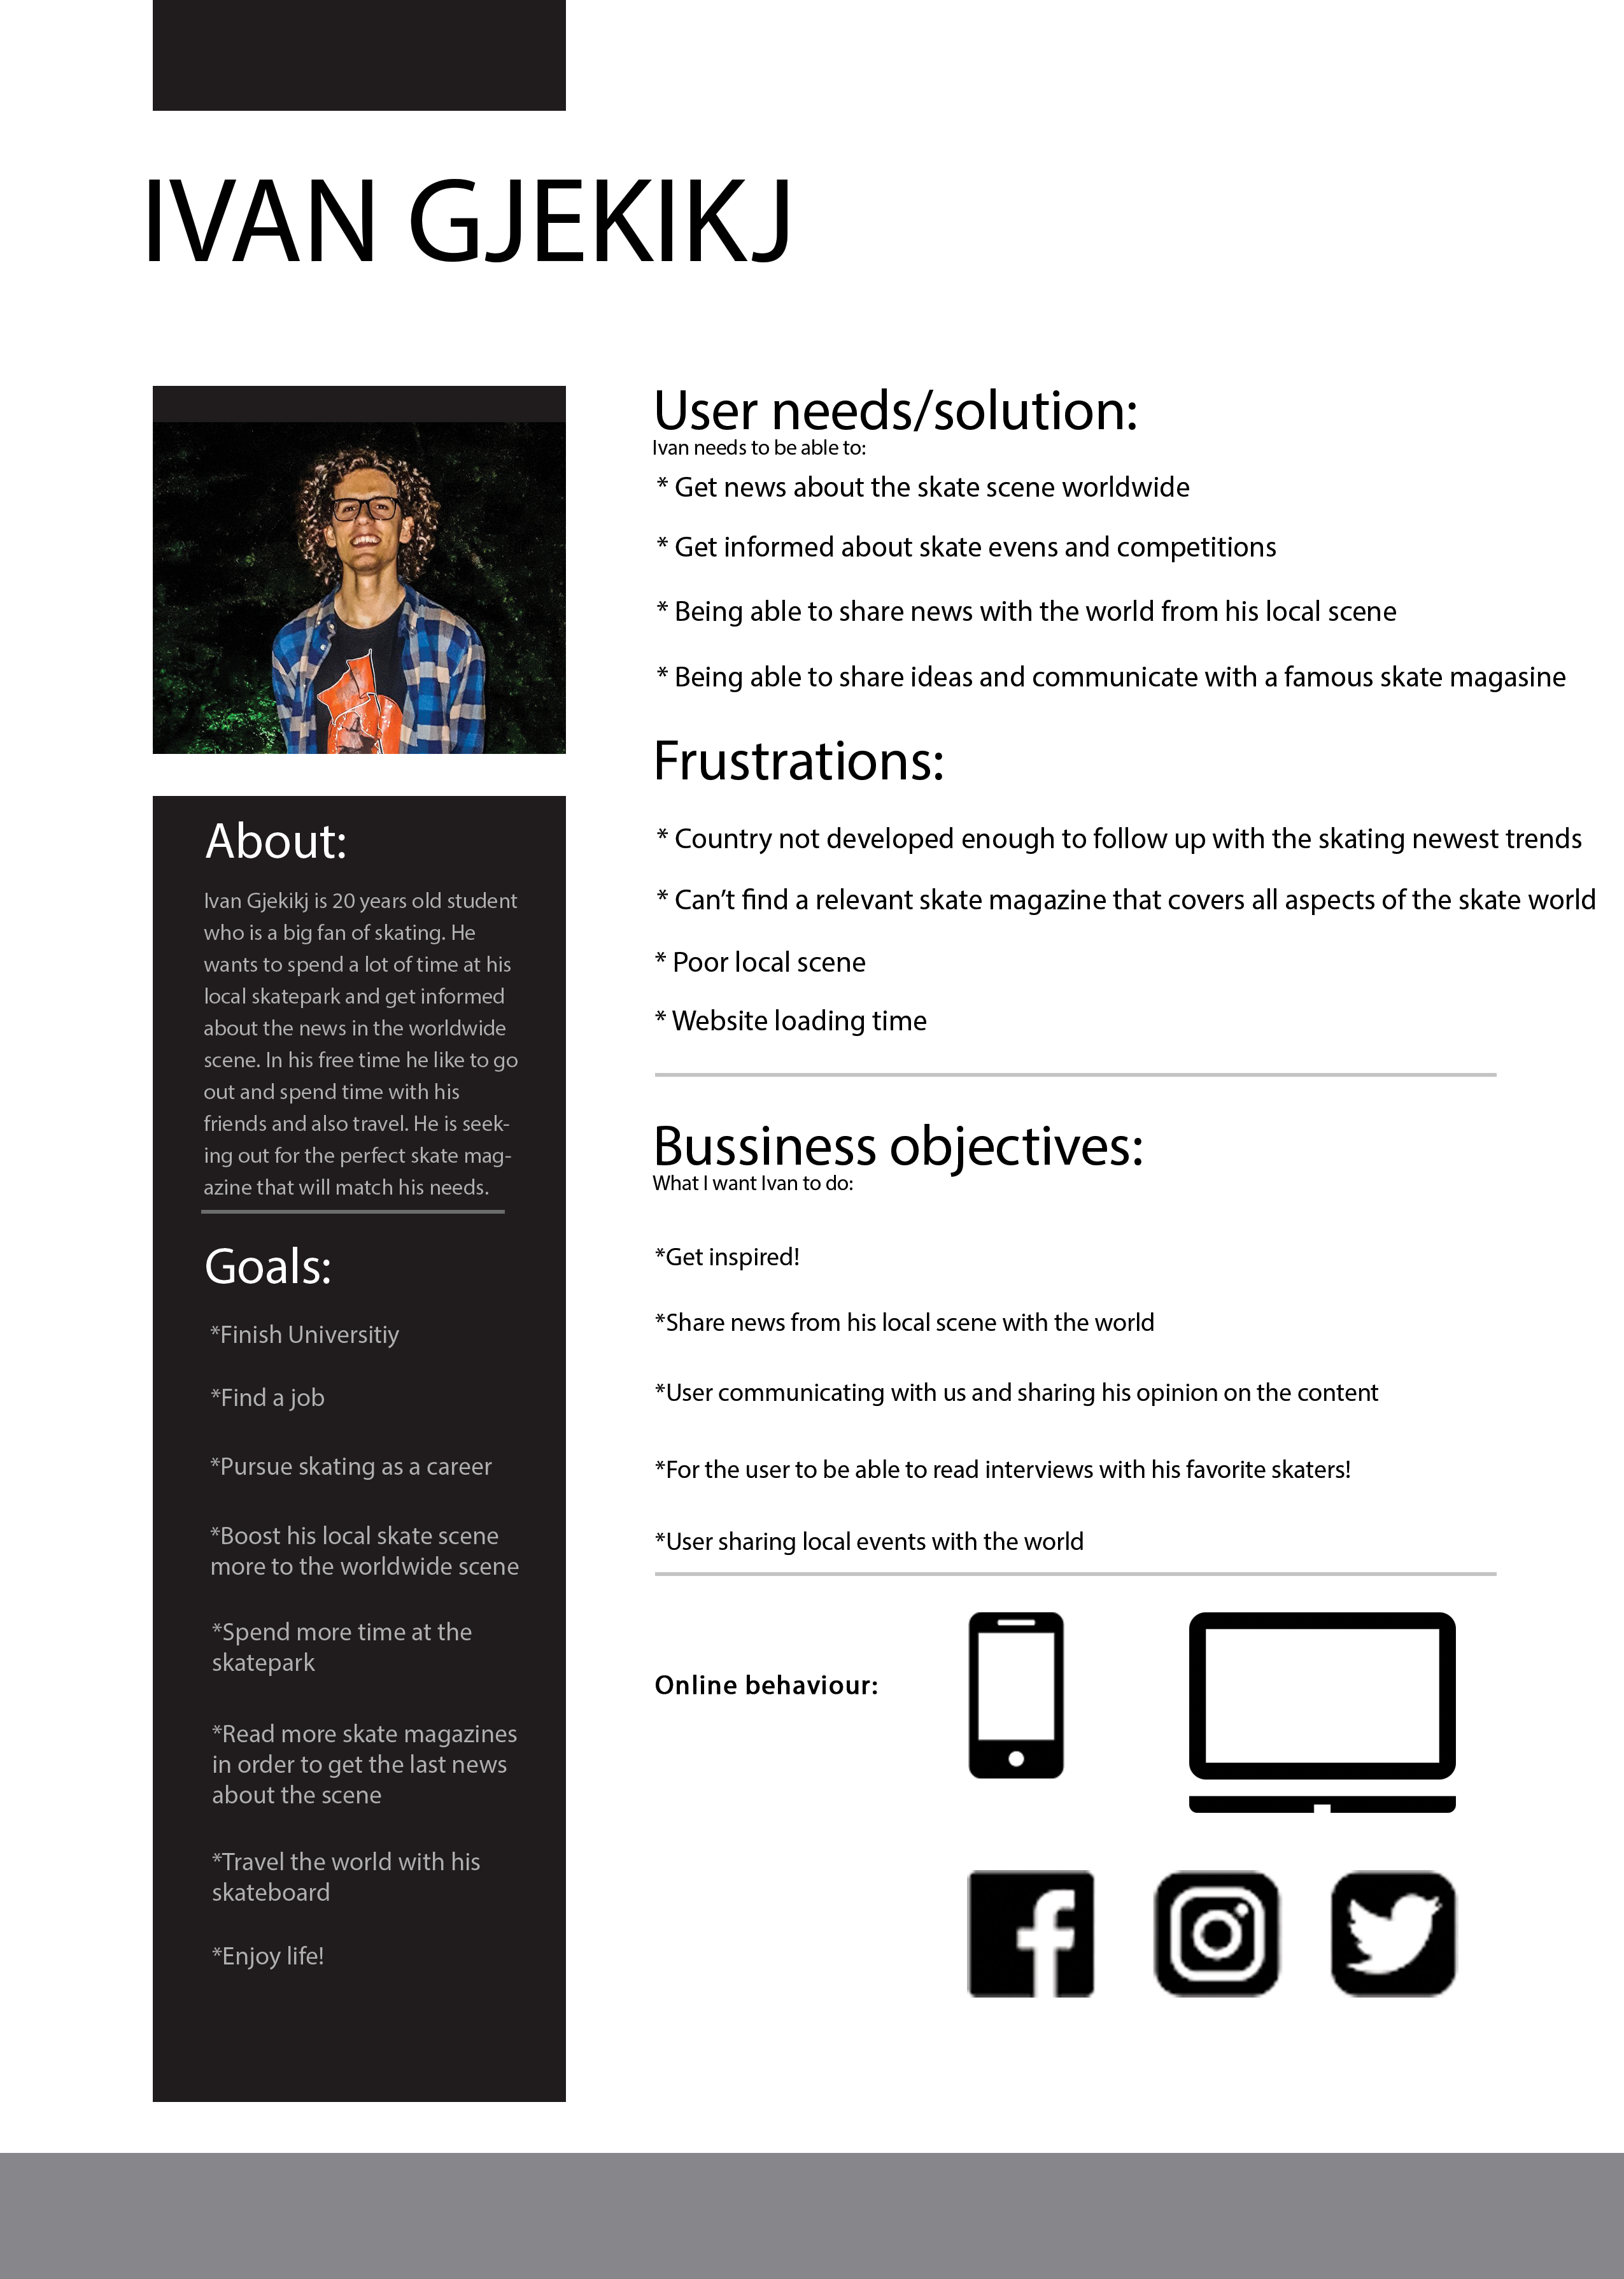 IVAN GJEKIKJ
About:
Ivan Gjekikj is 20 years old student
who is a big fan of skating. He
wants to spend a lot of time at his
local skatepark and get informed
about the news in the worldwide
scene. In his free time he like to go
out and spend time with his
friends and also travel. He is seek-
ing out for the perfect skate mag-
azine that will match his needs.
Goals:
*Finish Universitiy
*Find a job
*Pursue skating as a career
*Boost his local skate scene
more to the worldwide scene
*Spend more time at the
skatepark
*Read more skate magazines
in order to get the last news
about the scene
*Travel the world with his
skateboard
*Enjoy life!
User needs/solution:
Ivan needs to be able to:
* Get news about the skate scene worldwide
* Get informed about skate evens and competitions
* Being able to share news with the world from his local scene
* Being able to share ideas and communicate with a famous skate magasine
Frustrations:
* Country not developed enough to follow up with the skating newest trends
* Can’t find a relevant skate magazine that covers all aspects of the skate world
* Poor local scene
* Website loading time
Bussiness objectives:
What I want Ivan to do:
*Get inspired!
*Share news from his local scene with the world
*User communicating with us and sharing his opinion on the content
*For the user to be able to read interviews with his favorite skaters!
*User sharing local events with the world
Online behaviour: